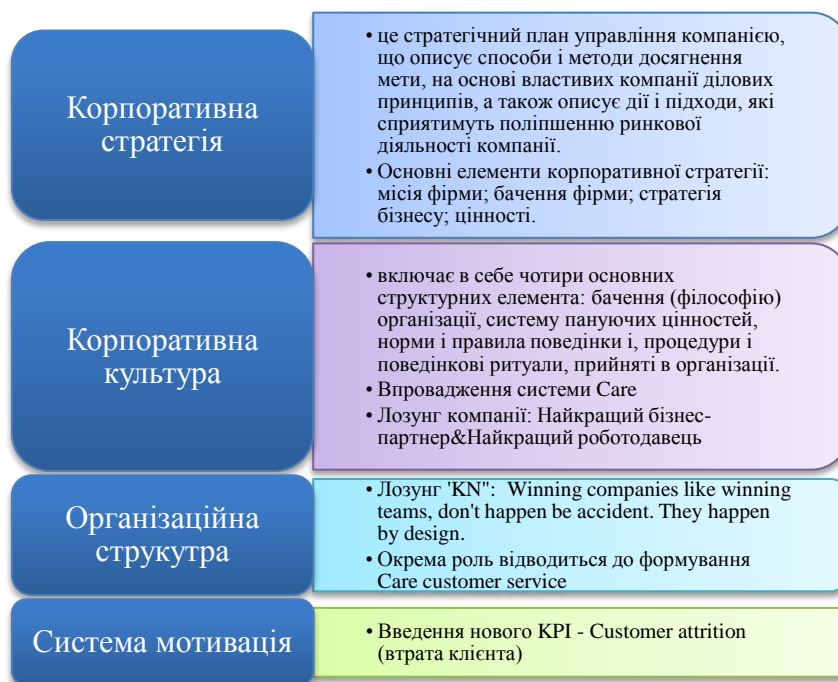 Корпоративна
стратегія
• це стратегічний план управління компанією,
що описує способи і методи досягнення
мети, на основі властивих компанії ділових
принципів, а також описує дії і підходи, які
сприятимуть поліпшенню ринкової
діяльності компанії.
• Основні елементи корпоративної стратегії:
місія фірми; бачення фірми; стратегія
бізнесу; цінності.
Корпоративна
культура
• включає в себе чотири основних
структурних елемента: бачення (філософію)
організації, систему пануючих цінностей,
норми і правила поведінки і, процедури і
поведінкові ритуали, прийняті в організації.
• Впровадження системи Care
• Лозунг компанії: Найкращий бізнес-
партнер&Найкращий роботодавець
Організаційна
струкутра
• Лозунг 'KN":  Winning companies like winning
teams, don't happen be accident. They happen
by design.
• Окрема роль відводиться до формування
Care customer service
Система мотивація
• Введення нового KPI - Customer attrition
(втрата клієнта)